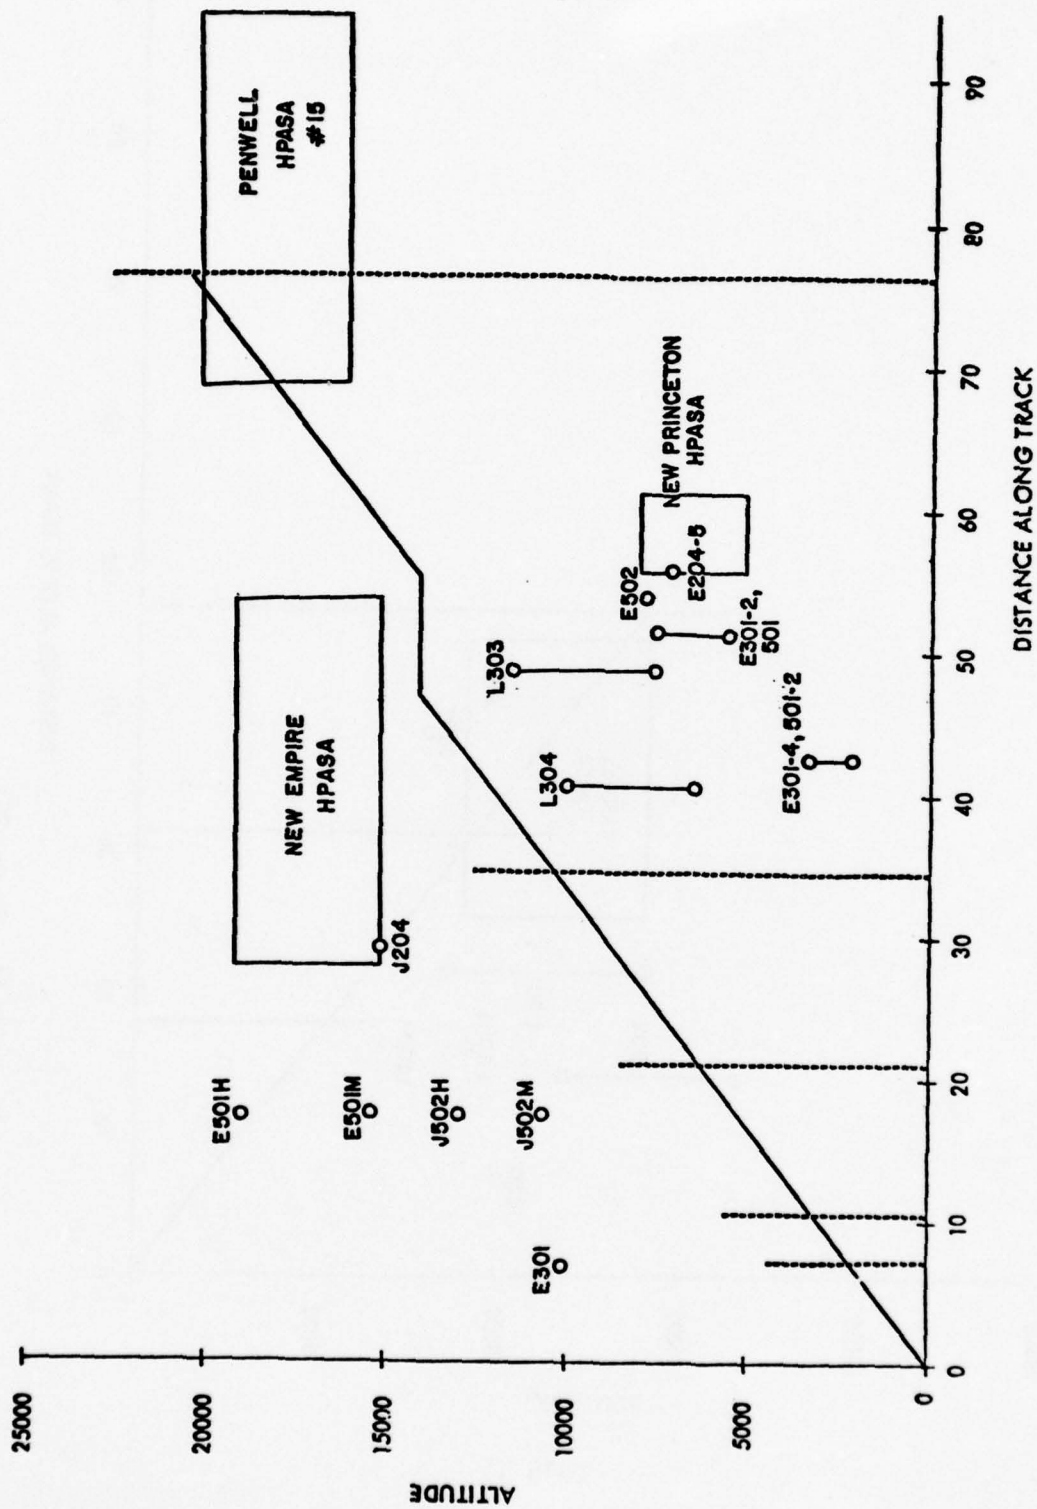 ALTITUDE
25000
20000
15000
10000
5000
0
E501H
E501M
J502H
J502M
E301
NEW EMPIRE
HPASA
J204
L303
L304
E301-4, 501-2
E301-2,
501
E502
E204-5
NEW PRINCETON
HPASA
PENWELL
HPASA
#15
0
10
20
30
40
50
60
70
80
90
DISTANCE ALONG TRACK